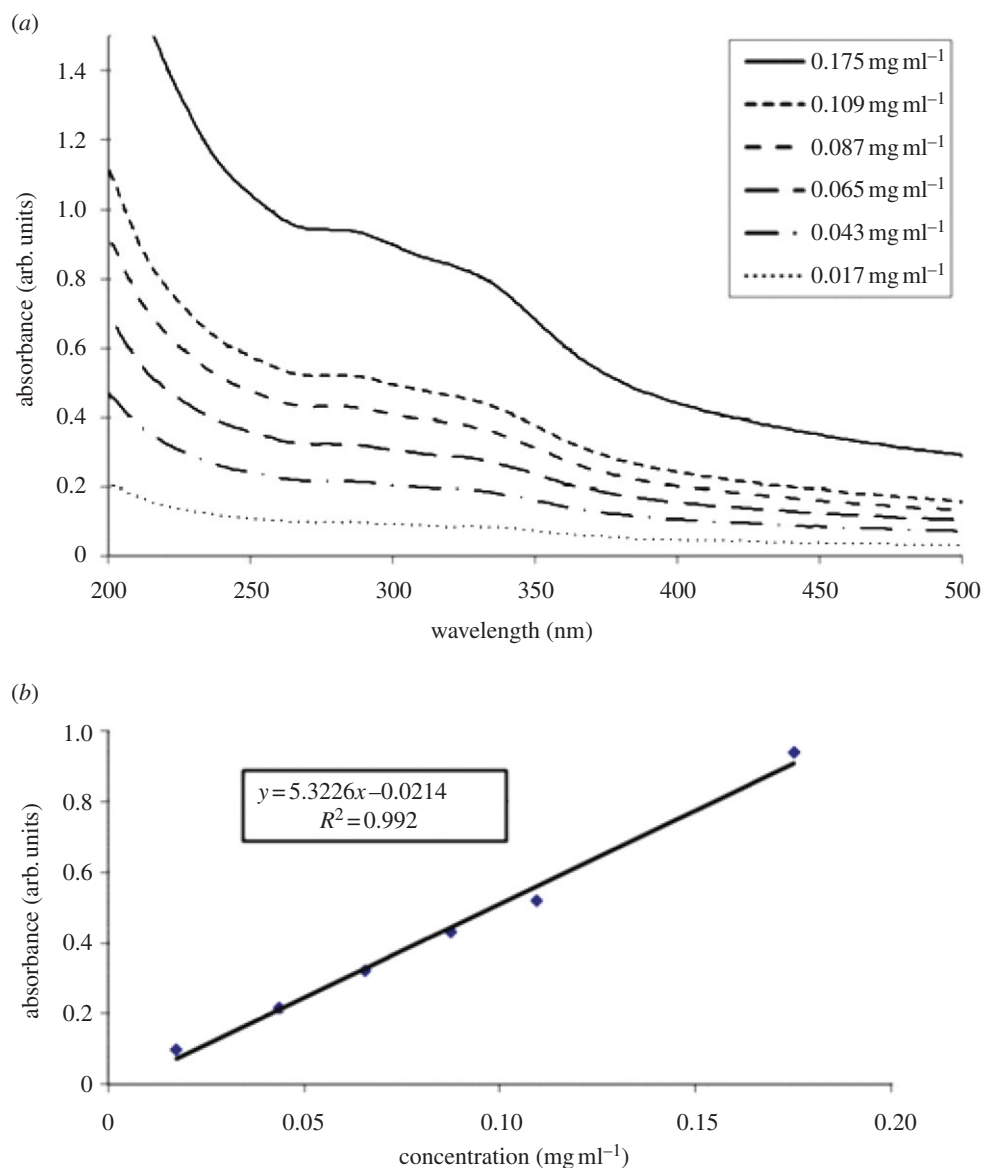 (a)
1.4
1.2
1.0
0.8
0.6
0.4
0.2
0
absorbance (arb. units)
0.175 mg ml⁻¹
0.109 mg ml⁻¹
0.087 mg ml⁻¹
0.065 mg ml⁻¹
0.043 mg ml⁻¹
0.017 mg ml⁻¹
200 250 300 350 400 450 500
wavelength (nm)
(b)
1.0
0.8
0.6
0.4
0.2
0
absorbance (arb. units)
y=5.3226x–0.0214
R²=0.992
0 0.05 0.10 0.15 0.20
concentration (mg ml⁻¹)